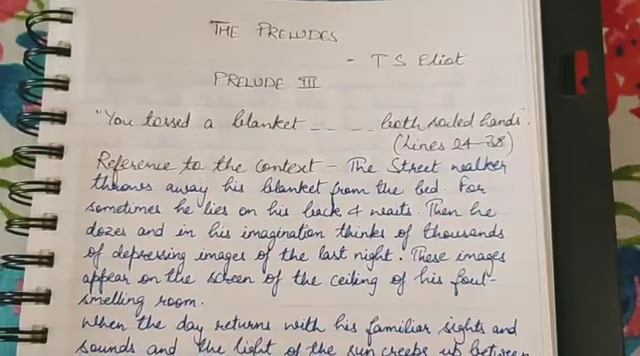 THE PRELUDES
- T S Eliot
PRELUDE III
"You tossed a blanket _ _ _ _ both soiled hands".
(Lines 24-38)
Reference to the context - The Street walker
throws away his blanket from the bed. For
sometimes he lies on his back & waits. Then he
dozes and in his imagination thinks of thousands
of depressing images of the last night. These images
appear on the screen of the ceiling of his foul-
smelling room.
When the day returns with his familiar sights and
sounds and the light of the sun creeps up between